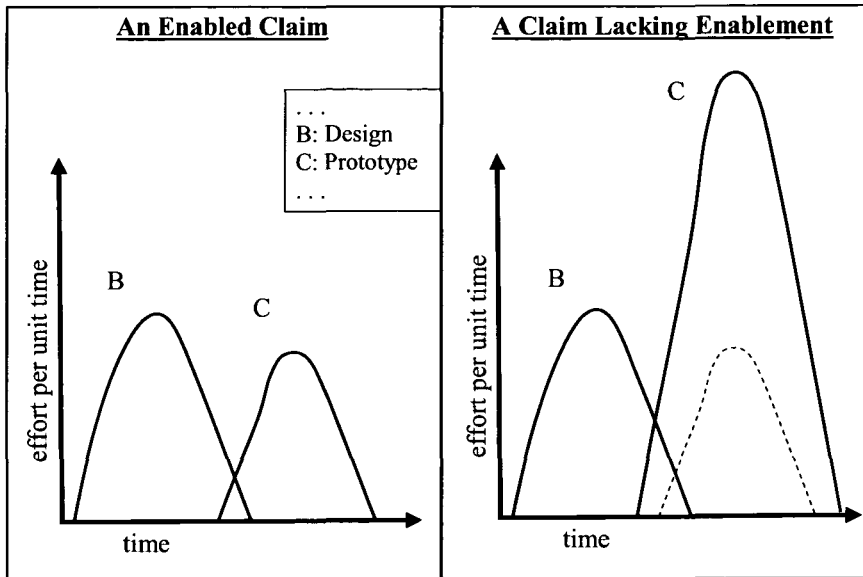 An Enabled Claim
. . .
B: Design
C: Prototype
. . .
B
C
effort per unit time
time
A Claim Lacking Enablement
C
B
effort per unit time
time